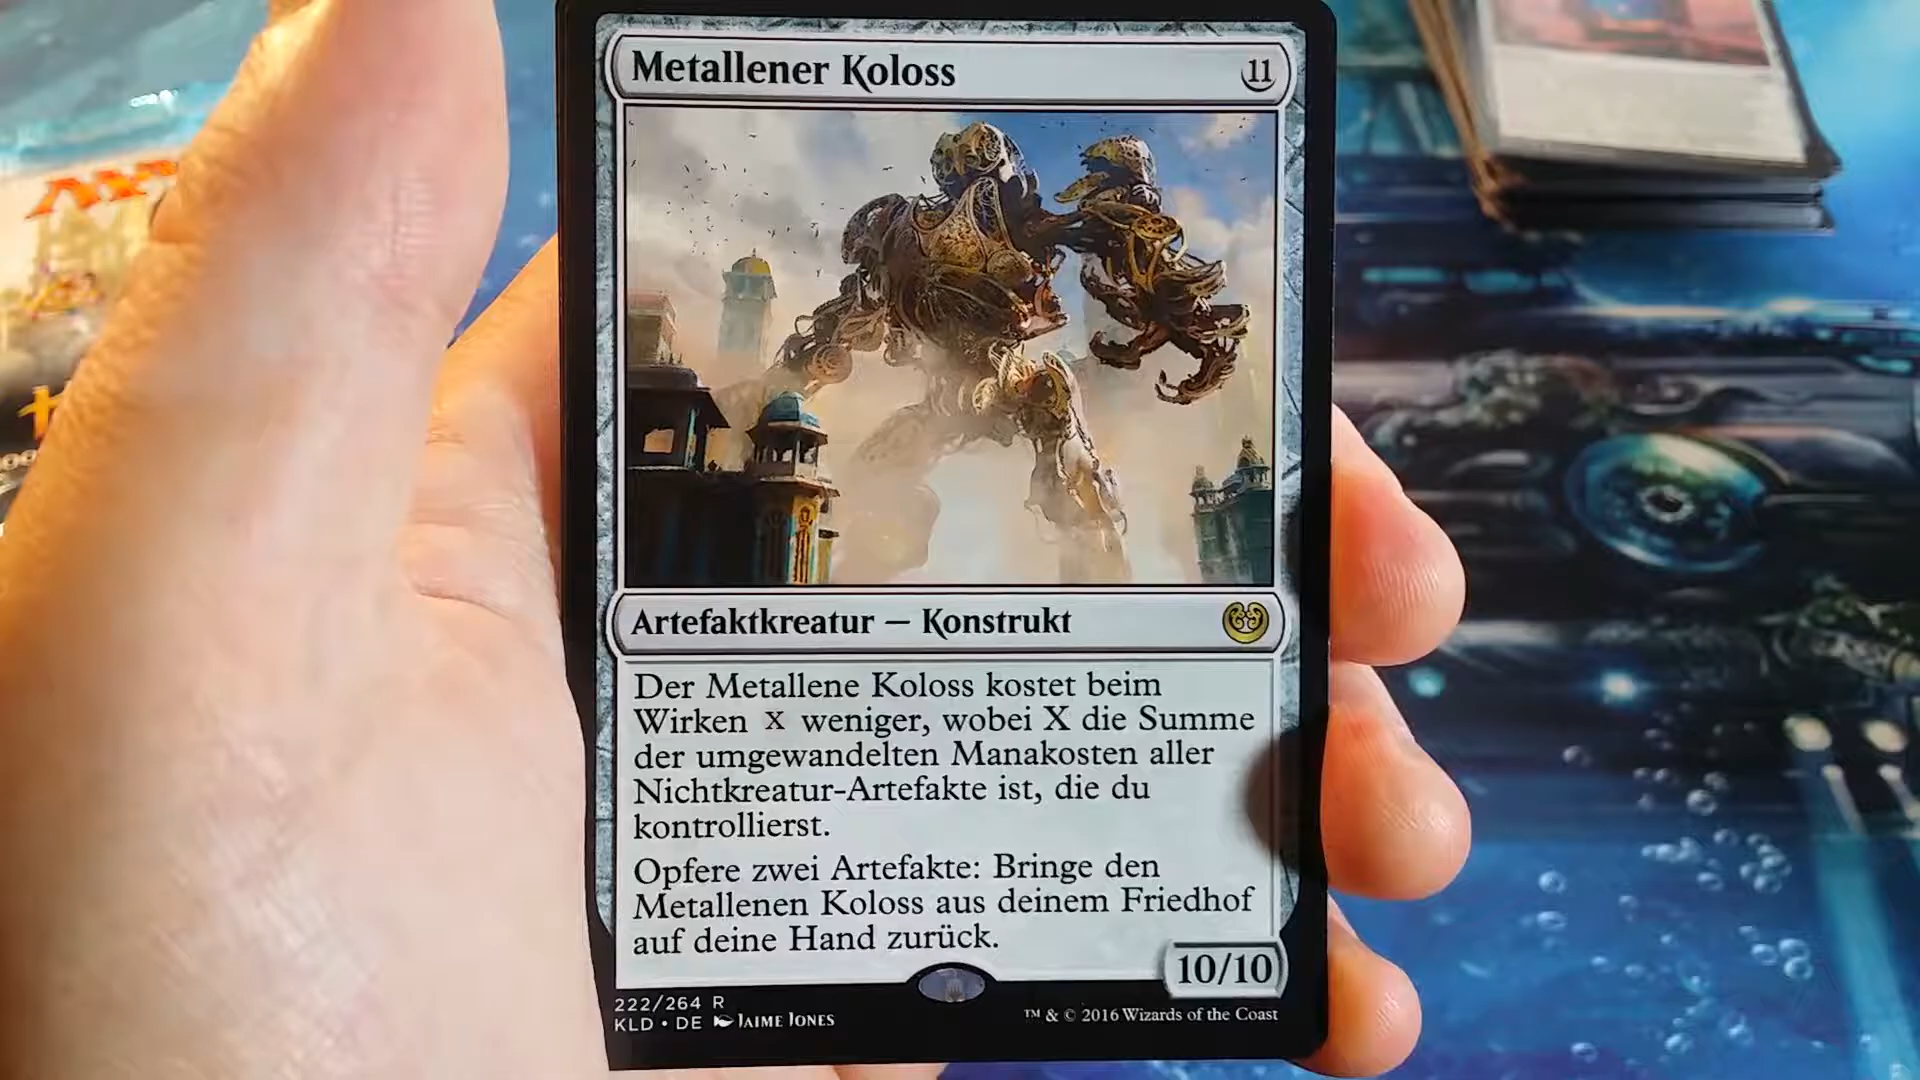 Metallener Koloss
11
Artefaktkreatur — Konstrukt
Der Metallene Koloss kostet beim
Wirken X weniger, wobei X die Summe
der umgewandelten Manakosten aller
Nichtkreatur-Artefakte ist, die du
kontrollierst.
Opfere zwei Artefakte: Bringe den
Metallenen Koloss aus deinem Friedhof
auf deine Hand zurück.
10/10
222/264 R
KLD • DE JAIME JONES
™ & © 2016 Wizards of the Coast